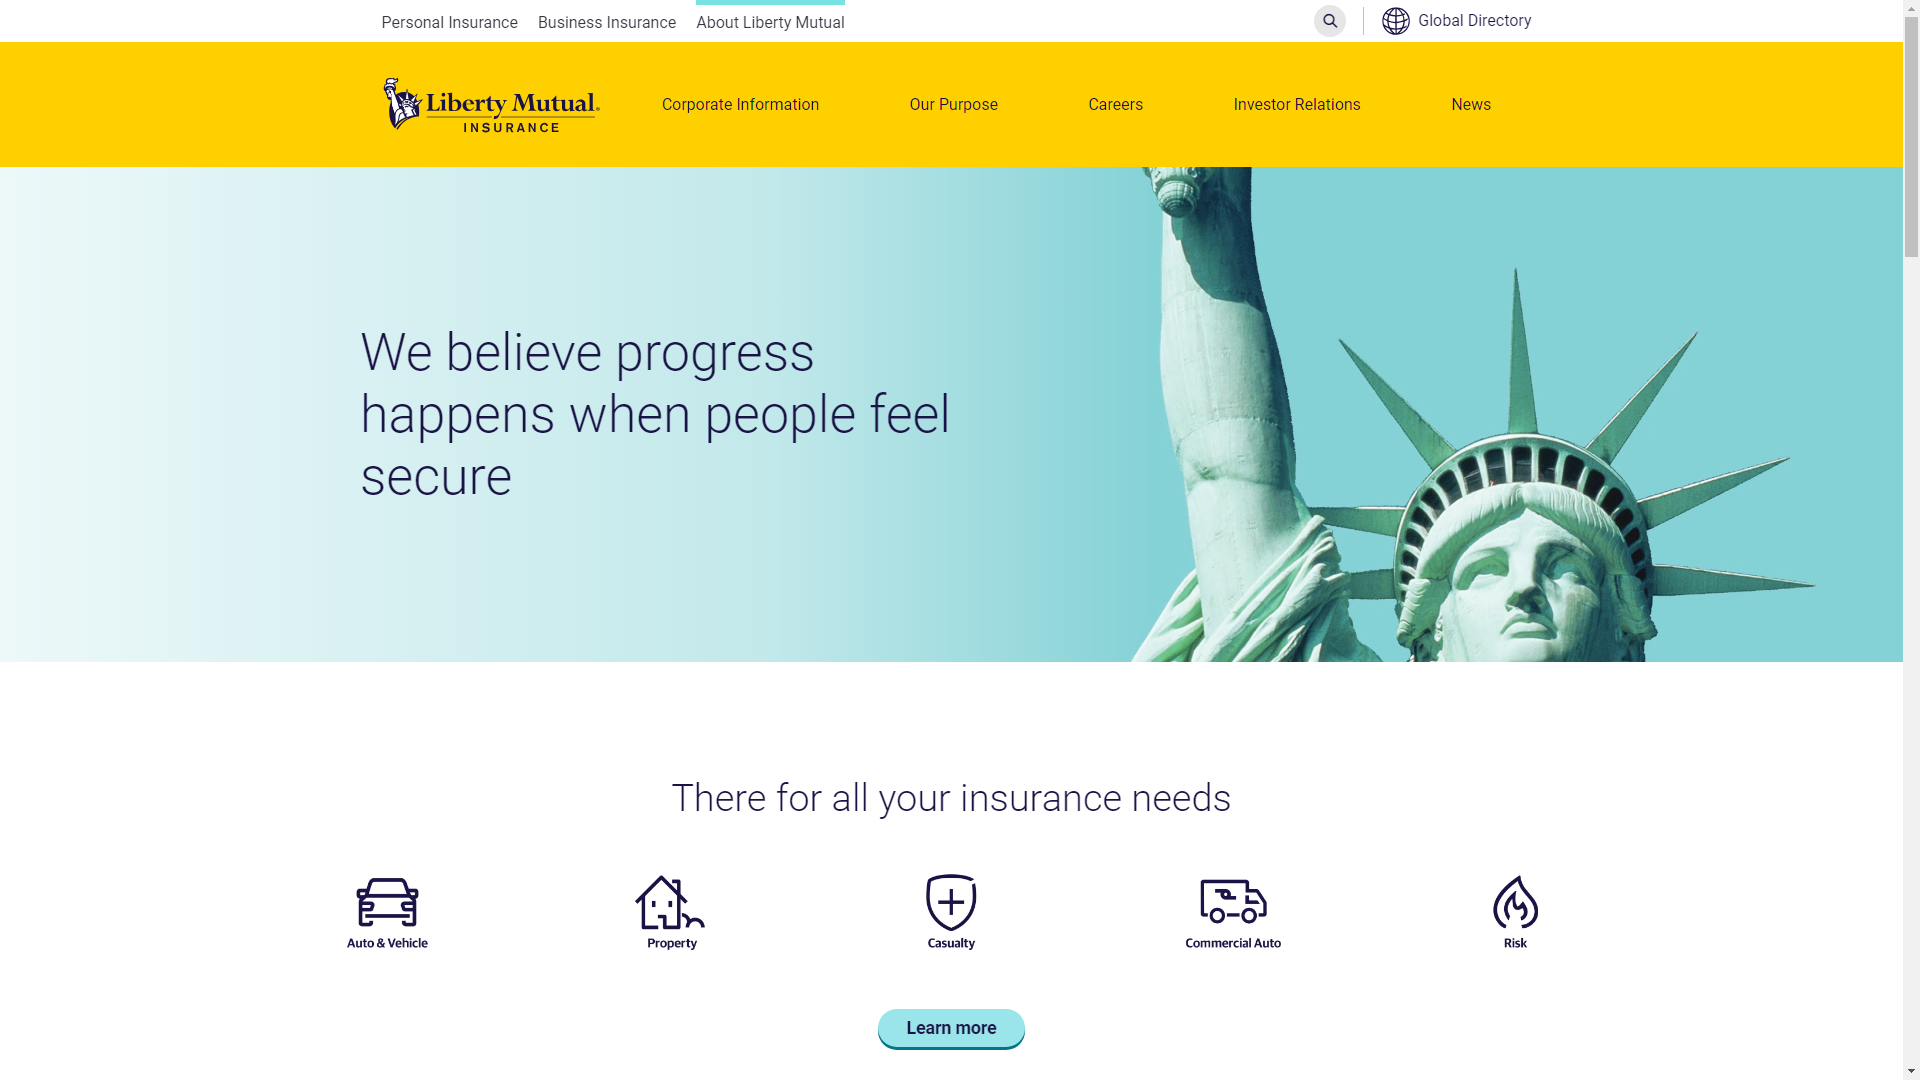 Personal Insurance
Business Insurance
About Liberty Mutual
Global Directory
Liberty Mutual®
INSURANCE
Corporate Information
Our Purpose
Careers
Investor Relations
News
We believe progress
happens when people feel
secure
There for all your insurance needs
Auto & Vehicle
Property
Casualty
Commercial Auto
Risk
Learn more